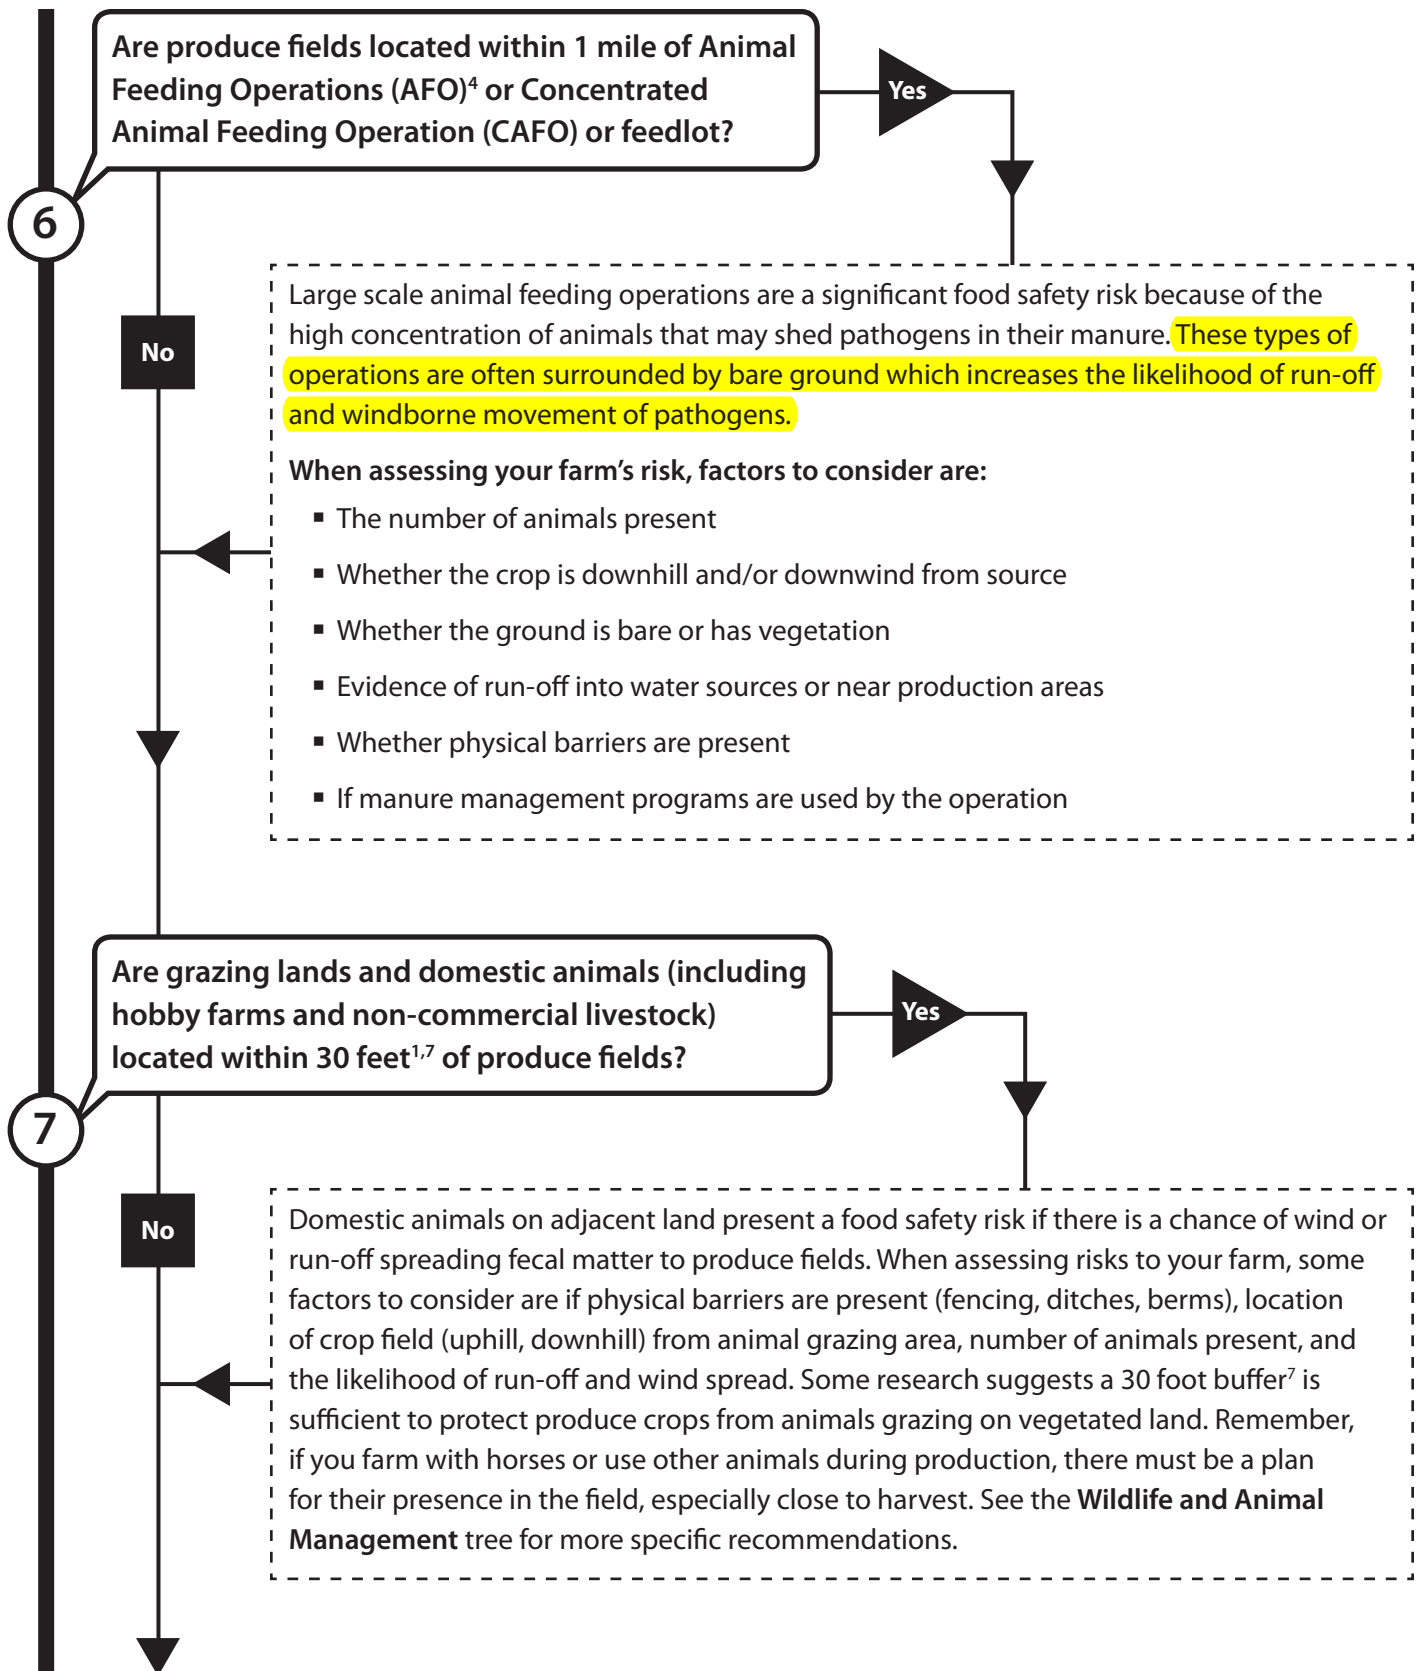 Are produce fields located within 1 mile of Animal
Feeding Operations (AFO)⁴ or Concentrated
Animal Feeding Operation (CAFO) or feedlot?
Yes
6
No
Large scale animal feeding operations are a significant food safety risk because of the
high concentration of animals that may shed pathogens in their manure. These types of
operations are often surrounded by bare ground which increases the likelihood of run-off
and windborne movement of pathogens.
When assessing your farm’s risk, factors to consider are:
▪ The number of animals present
▪ Whether the crop is downhill and/or downwind from source
▪ Whether the ground is bare or has vegetation
▪ Evidence of run-off into water sources or near production areas
▪ Whether physical barriers are present
▪ If manure management programs are used by the operation
Are grazing lands and domestic animals (including
hobby farms and non-commercial livestock)
located within 30 feet¹,⁷ of produce fields?
Yes
7
No
Domestic animals on adjacent land present a food safety risk if there is a chance of wind or
run-off spreading fecal matter to produce fields. When assessing risks to your farm, some
factors to consider are if physical barriers are present (fencing, ditches, berms), location
of crop field (uphill, downhill) from animal grazing area, number of animals present, and
the likelihood of run-off and wind spread. Some research suggests a 30 foot buffer⁷ is
sufficient to protect produce crops from animals grazing on vegetated land. Remember,
if you farm with horses or use other animals during production, there must be a plan
for their presence in the field, especially close to harvest. See the Wildlife and Animal
Management tree for more specific recommendations.